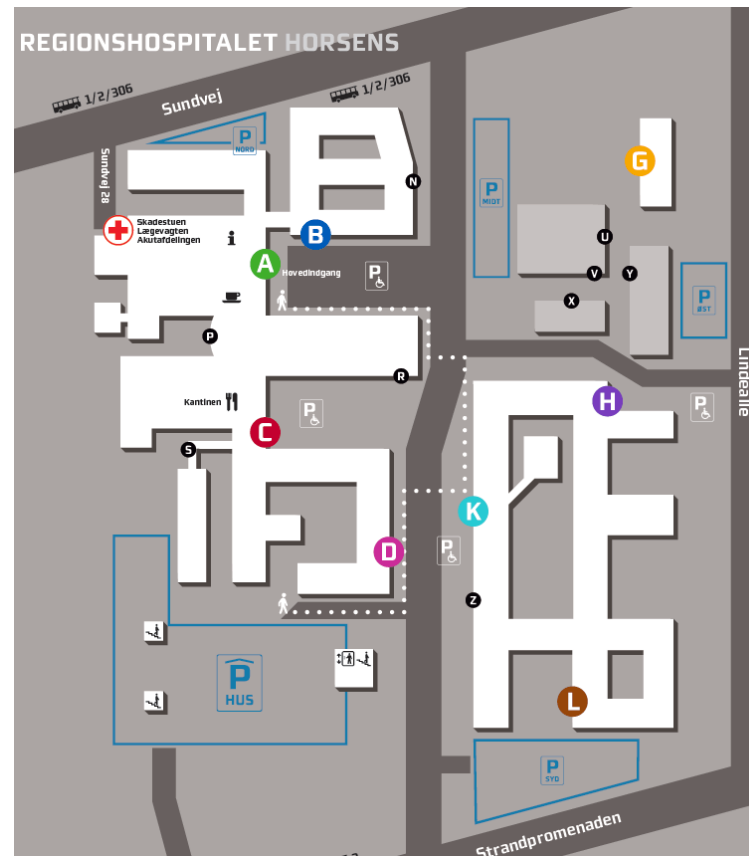 REGIONSHOSPITALET HORSENS
1/2/306
Sundvej
1/2/306
P
NORD
Sundvej 28
Skadestuen
Lægevagten
Akutafdelingen
i
N
B
A
Hovedindgang
P
P
MIDT
G
U
V
Y
X
P
ØST
P
R
Kantinen
C
P
S
H
P
Lindealle
K
D
P
Z
P
HUS
L
P
SYD
Strandpromenaden